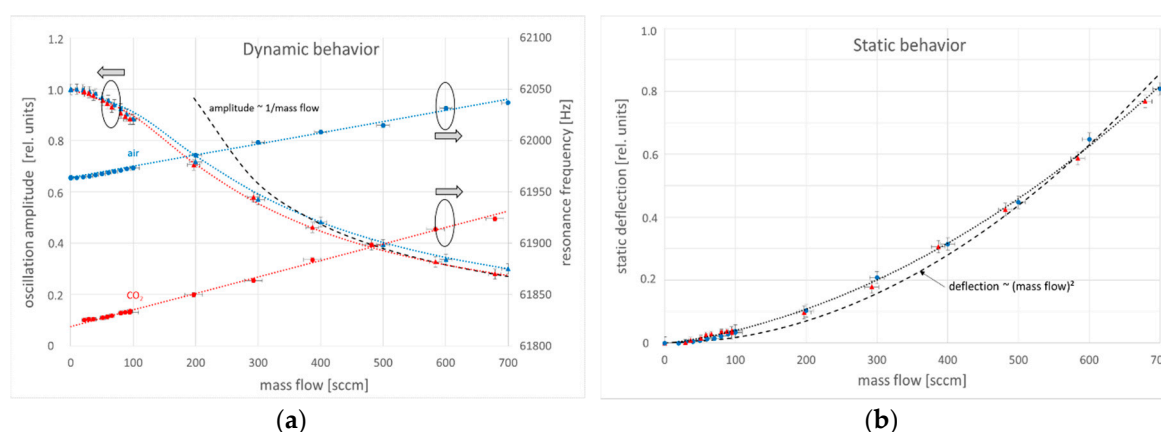 Dynamic behavior
oscillation amplitude [rel. units]
1.2
1.0
0.8
0.6
0.4
0.2
0
amplitude ~ 1/mass flow
air
CO₂
62100
62050
62000
61950
61900
61850
61800
resonance frequency [Hz]
0 100 200 300 400 500 600 700
mass flow [sccm]
(a)
Static behavior
static deflection [rel. units]
1.0
0.8
0.6
0.4
0.2
0
deflection ~ (mass flow)²
0 100 200 300 400 500 600 700
mass flow [sccm]
(b)